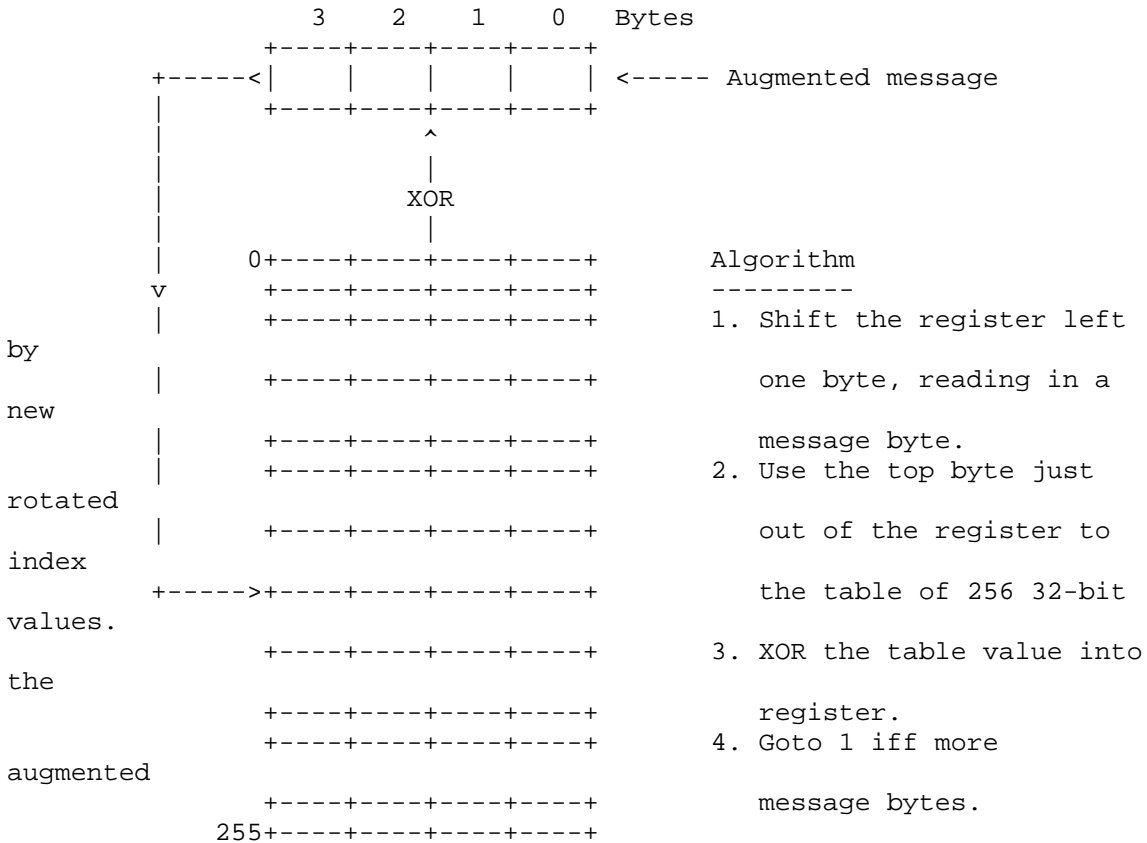 3    2    1    0   Bytes
+----+----+----+----+
+-----<|    |    |    |    | <----- Augmented message
|      +----+----+----+----+
|                ^
|                |
|               XOR
|                |
|     0+----+----+----+----+       Algorithm
v      +----+----+----+----+       ---------
|      +----+----+----+----+       1. Shift the register left
by
|      +----+----+----+----+          one byte, reading in a
new
|      +----+----+----+----+          message byte.
|      +----+----+----+----+       2. Use the top byte just
rotated
|      +----+----+----+----+          out of the register to
index
+----->+----+----+----+----+          the table of 256 32-bit
values.
+----+----+----+----+       3. XOR the table value into
the
+----+----+----+----+          register.
+----+----+----+----+       4. Goto 1 iff more
augmented
+----+----+----+----+          message bytes.
255+----+----+----+----+